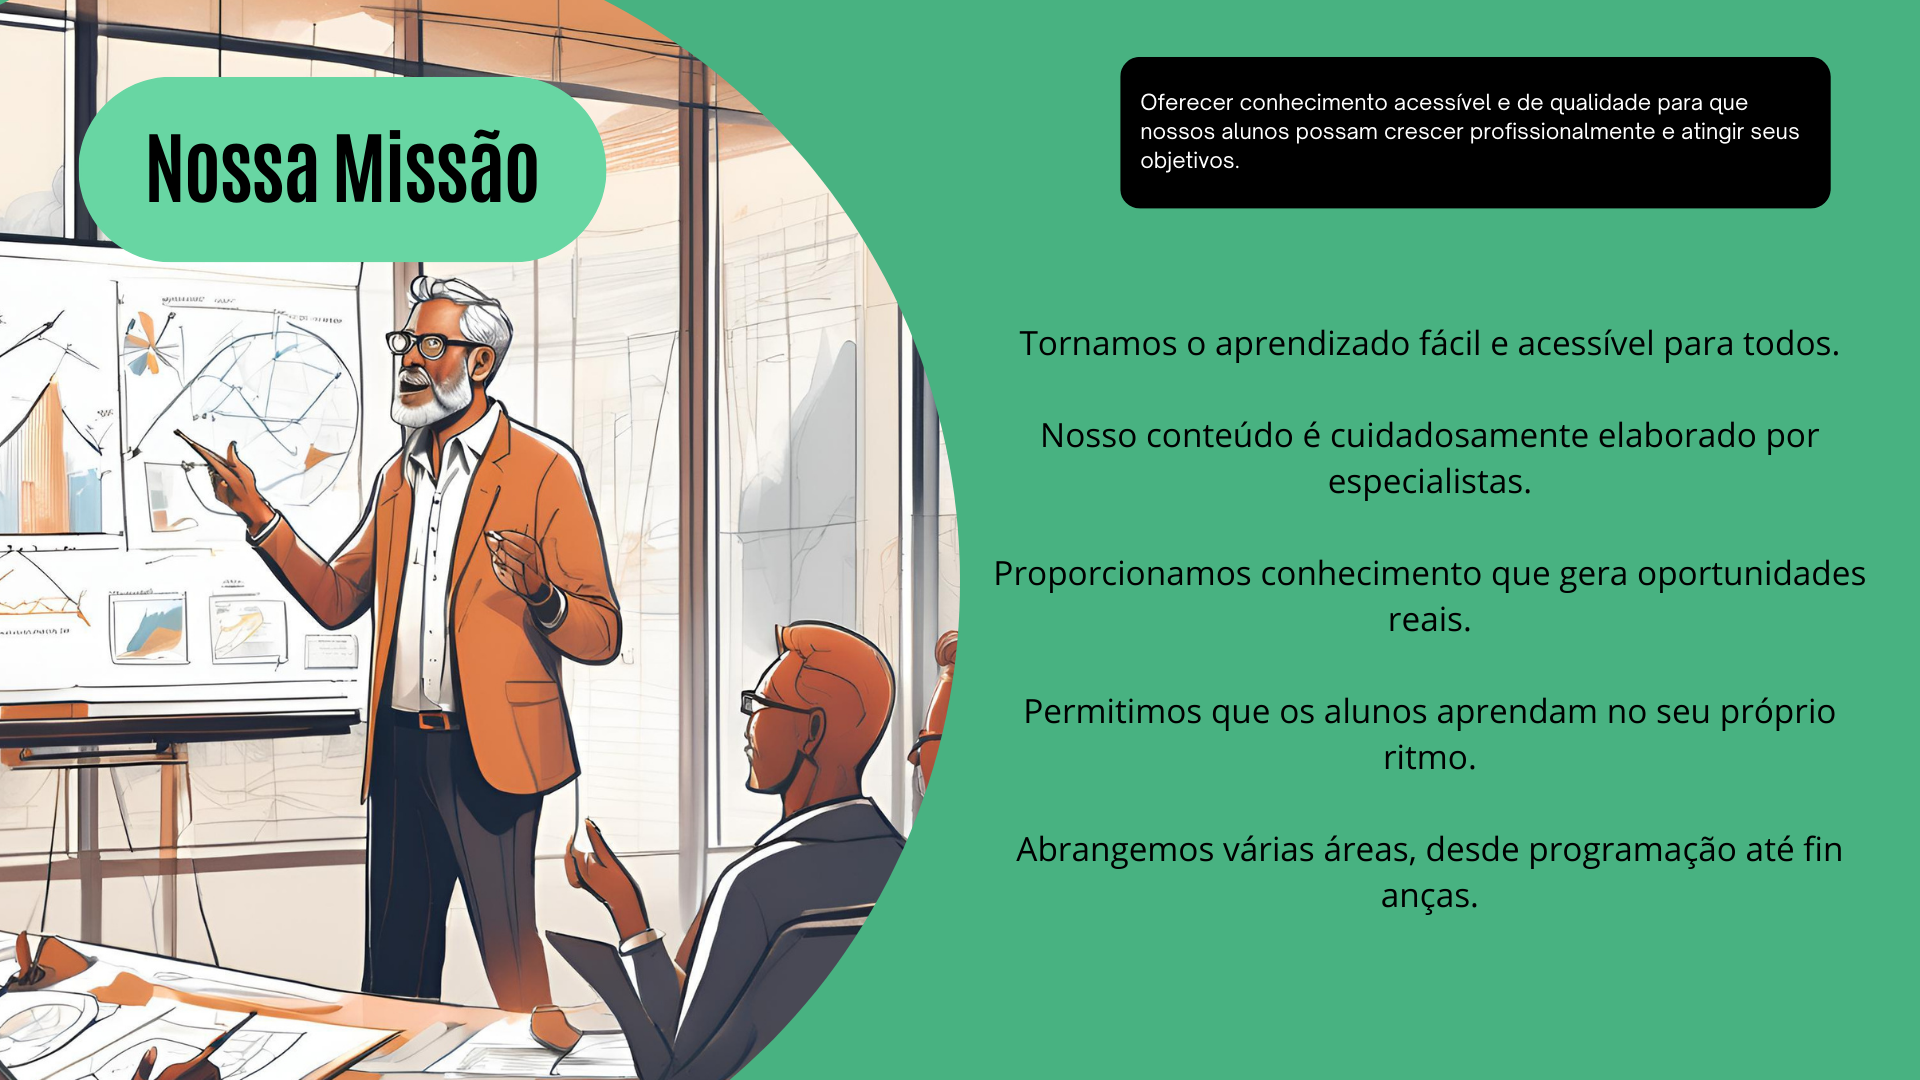 Nossa Missão
Oferecer conhecimento acessível e de qualidade para que
nossos alunos possam crescer profissionalmente e atingir seus
objetivos.
Tornamos o aprendizado fácil e acessível para todos.
Nosso conteúdo é cuidadosamente elaborado por
especialistas.
Proporcionamos conhecimento que gera oportunidades
reais.
Permitimos que os alunos aprendam no seu próprio
ritmo.
Abrangemos várias áreas, desde programação até fin
anças.